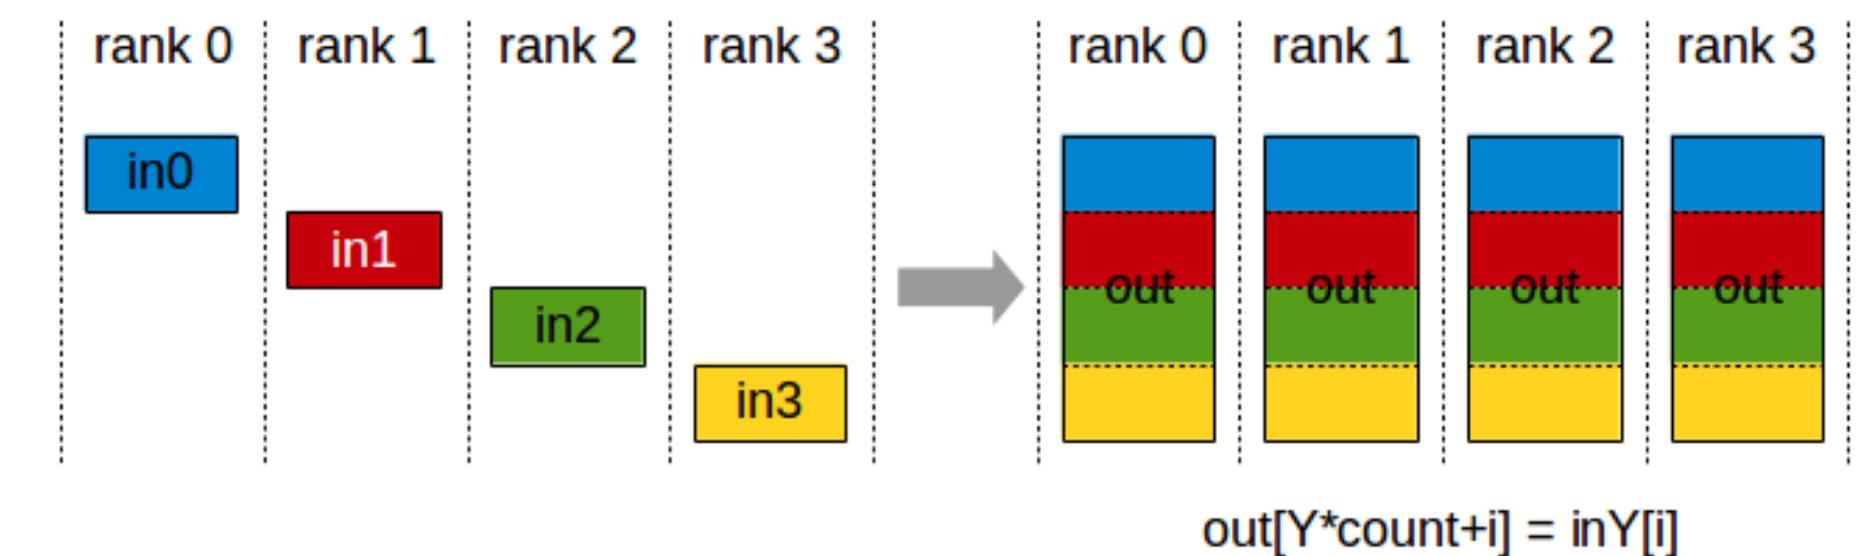 rank 0 rank 1 rank 2 rank 3 rank 0 rank 1 rank 2 rank 3
in0
in1
out out out out
in2
in3
out[Y*count+i] = inY[i]